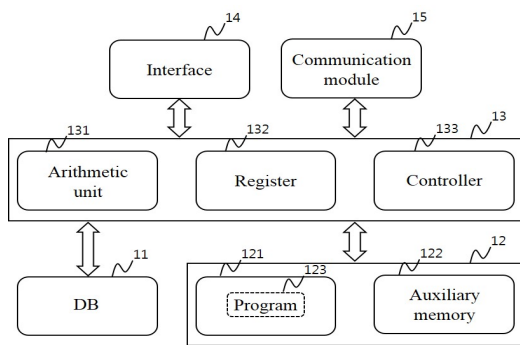 14
15
Interface
Communication
module
131
132
133
13
Arithmetic
unit
Register
Controller
11
121
123
122
12
DB
Program
Auxiliary
memory